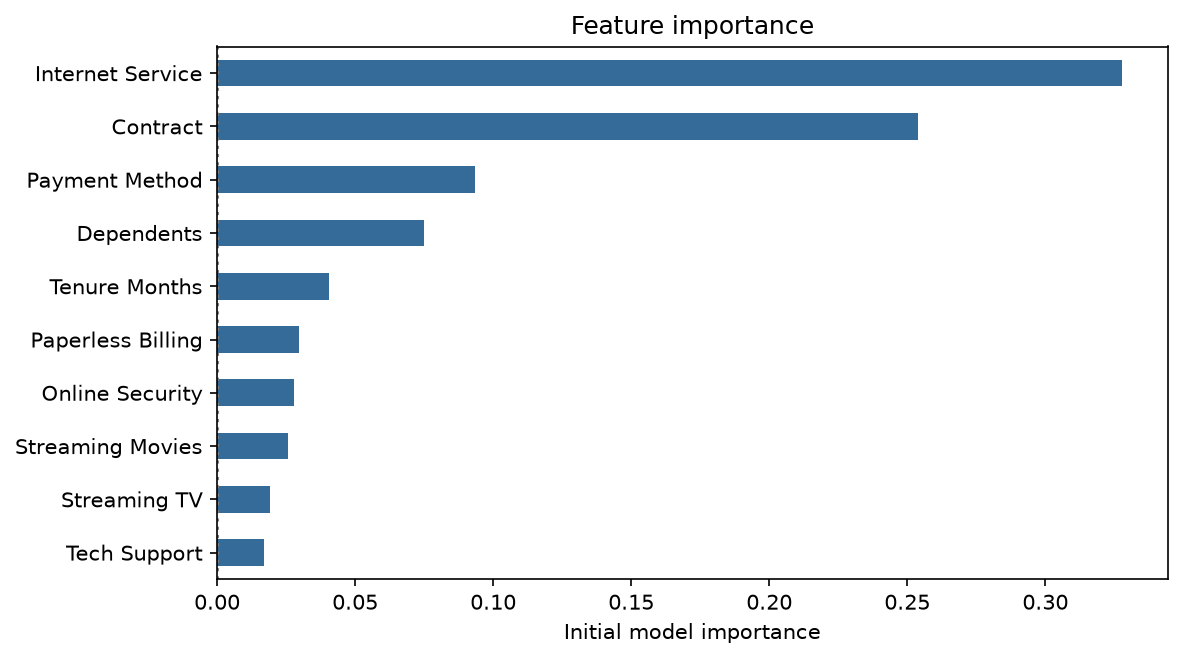 Feature importance
Internet Service
Contract
Payment Method
Dependents
Tenure Months
Paperless Billing
Online Security
Streaming Movies
Streaming TV
Tech Support
0.00 0.05 0.10 0.15 0.20 0.25 0.30
Initial model importance